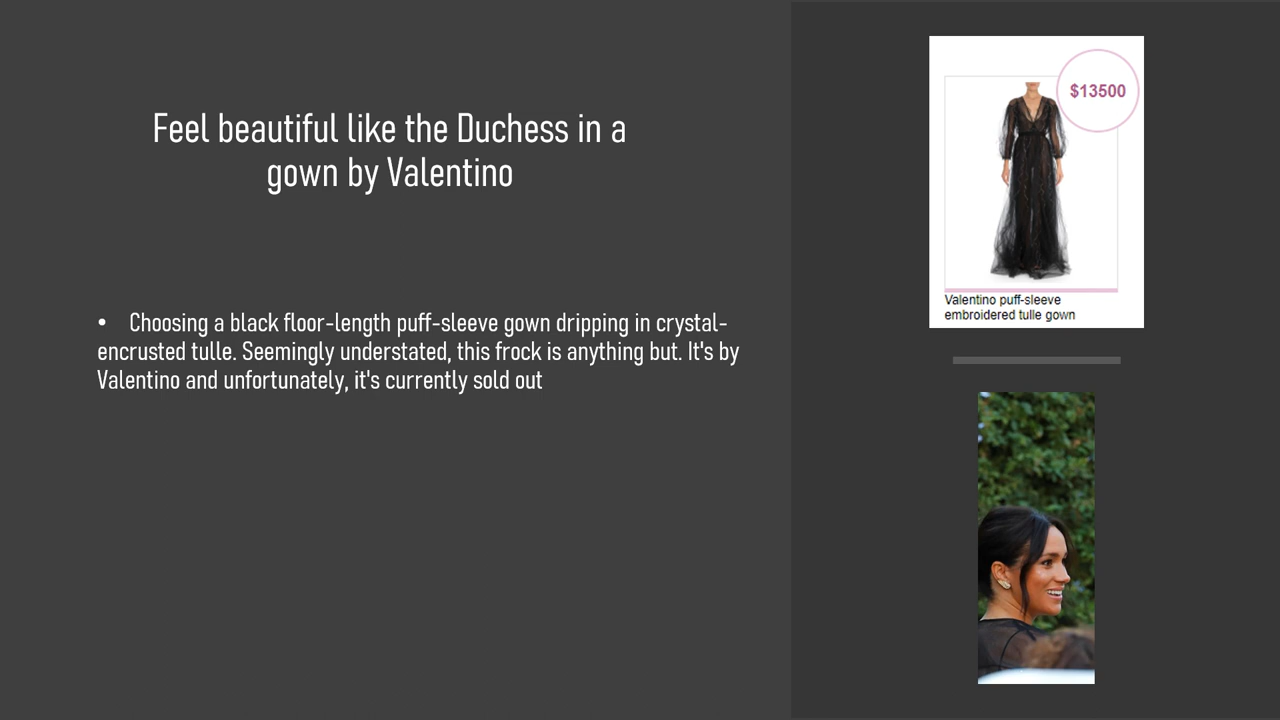 Feel beautiful like the Duchess in a
gown by Valentino
• Choosing a black floor-length puff-sleeve gown dripping in crystal-
encrusted tulle. Seemingly understated, this frock is anything but. It's by
Valentino and unfortunately, it's currently sold out
$13500
Valentino puff-sleeve
embroidered tulle gown